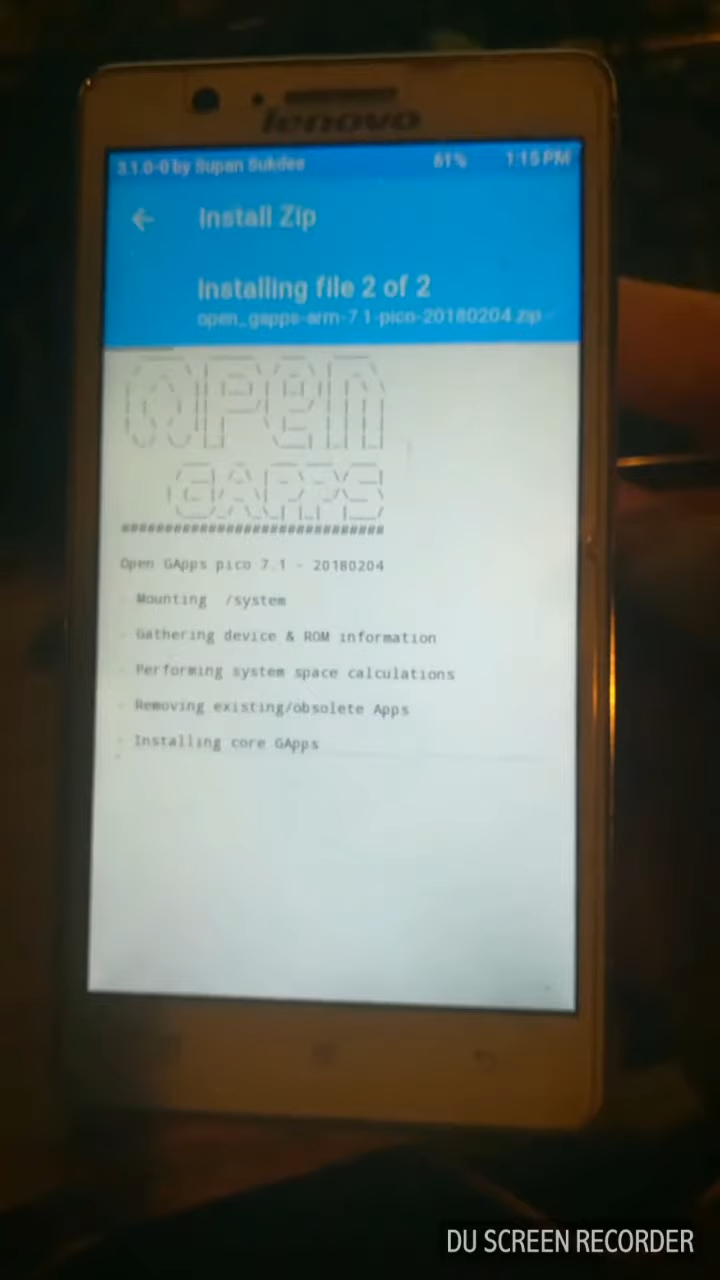 lenovo
3.1.0-0 by Supan Sukdee 61% 1:15 PM
Install Zip
Installing file 2 of 2
open_gapps-arm-7.1-pico-20180204.zip
Open
GAPPS
##############################
Open GApps pico 7.1 - 20180204
- Mounting /system
- Gathering device & ROM information
- Performing system space calculations
- Removing existing/obsolete Apps
- Installing core GApps
DU SCREEN RECORDER